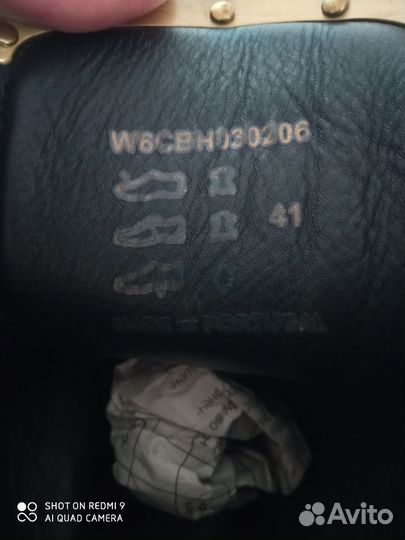 W6CBH030206
41
MADE IN PORTUGAL
SHOT ON REDMI 9
AI QUAD CAMERA
Avito